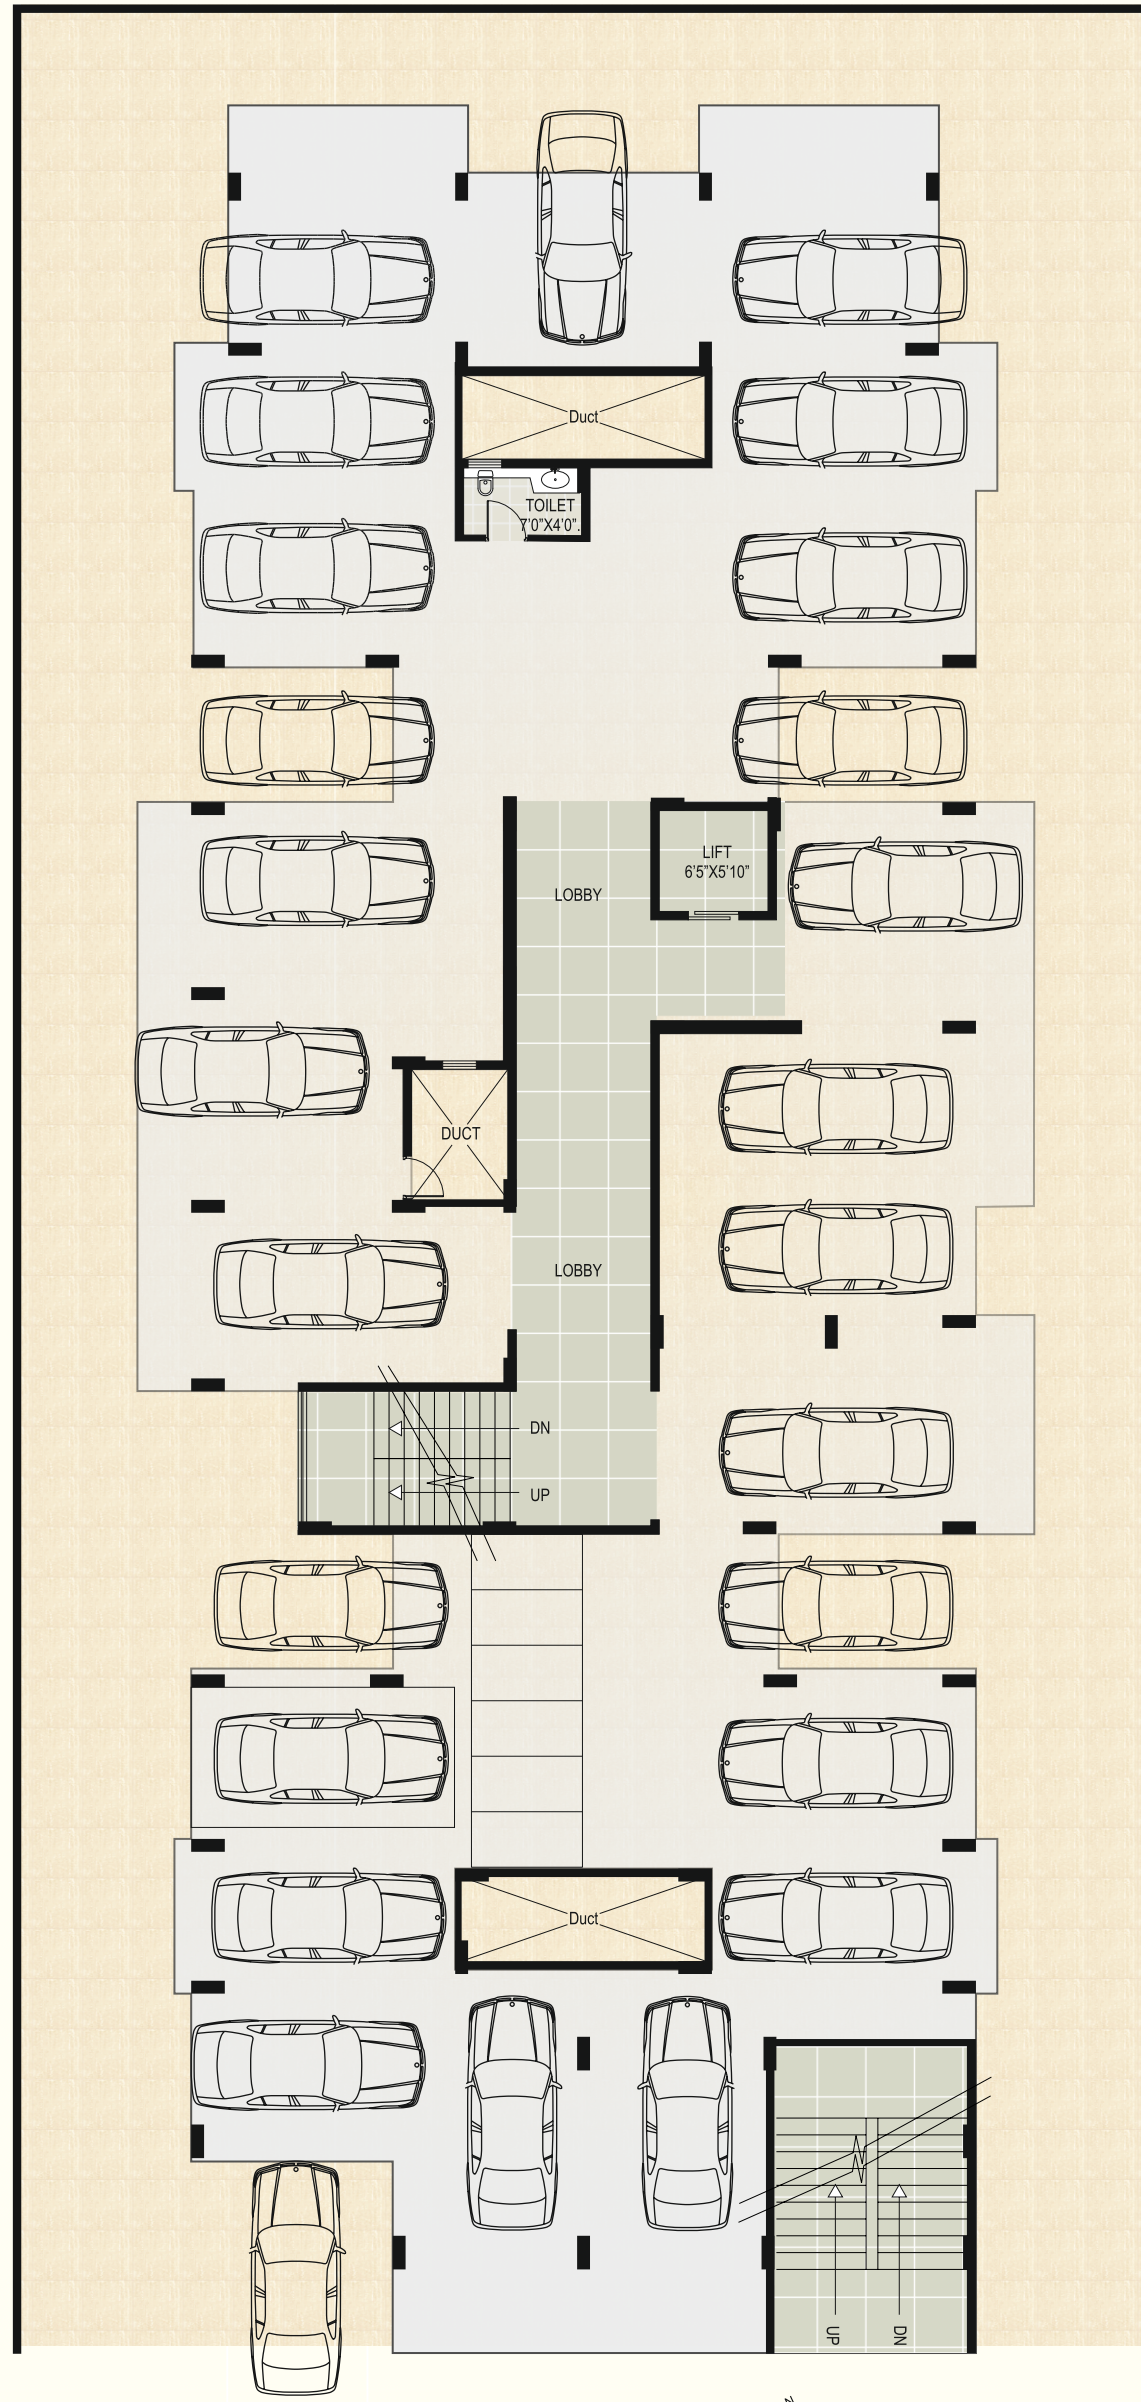 Duct
TOILET
7'0"X4'0".
LIFT
6'5"X5'10"
LOBBY
DUCT
LOBBY
DN
UP
Duct
UP
DN
N